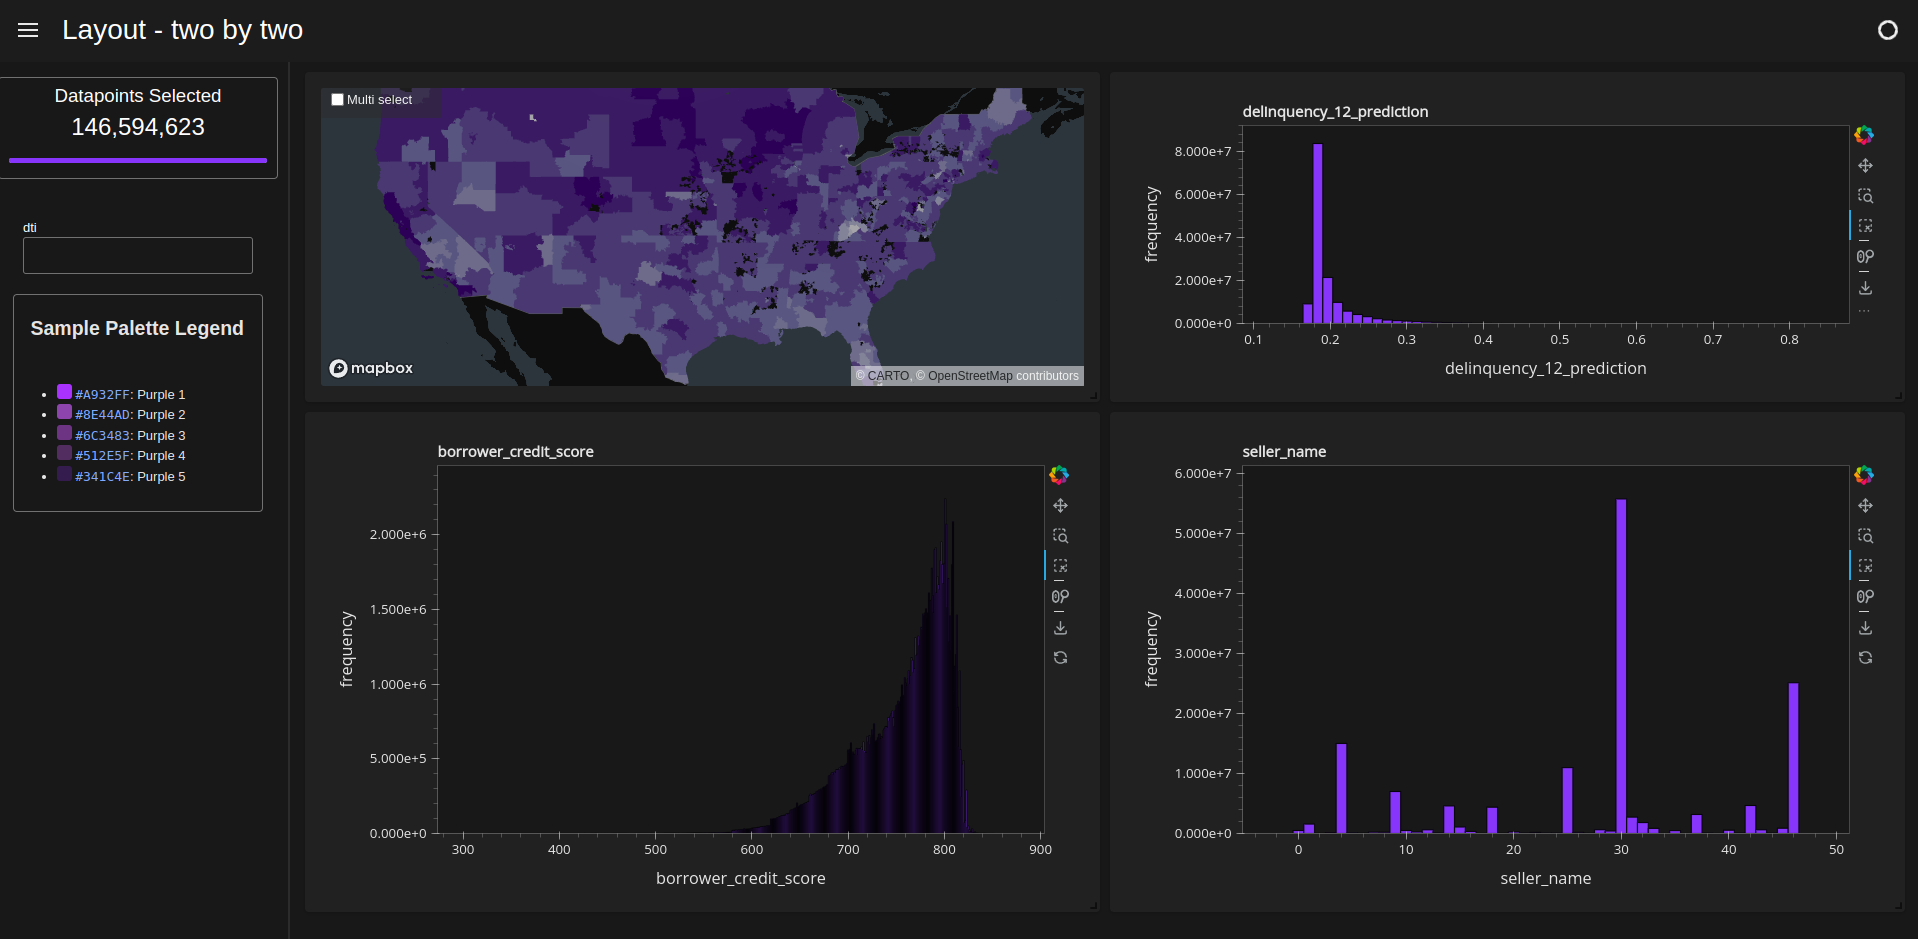 Layout - two by two
Datapoints Selected
146,594,623
dti
Sample Palette Legend
#A932FF: Purple 1
#8E44AD: Purple 2
#6C3483: Purple 3
#512E5F: Purple 4
#341C4E: Purple 5
Multi select
mapbox
© CARTO, © OpenStreetMap contributors
delinquency_12_prediction
frequency
8.000e+7
6.000e+7
4.000e+7
2.000e+7
0.000e+0
0.1 0.2 0.3 0.4 0.5 0.6 0.7 0.8
delinquency_12_prediction
borrower_credit_score
frequency
2.000e+6
1.500e+6
1.000e+6
5.000e+5
0.000e+0
300 400 500 600 700 800 900
borrower_credit_score
seller_name
frequency
6.000e+7
5.000e+7
4.000e+7
3.000e+7
2.000e+7
1.000e+7
0.000e+0
0 10 20 30 40 50
seller_name